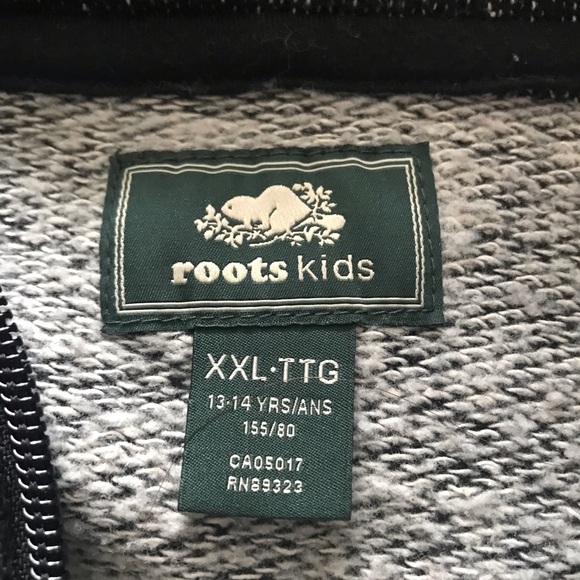 roots kids
XXL·TTG
13-14 YRS/ANS
155/80
CA05017
RN89323